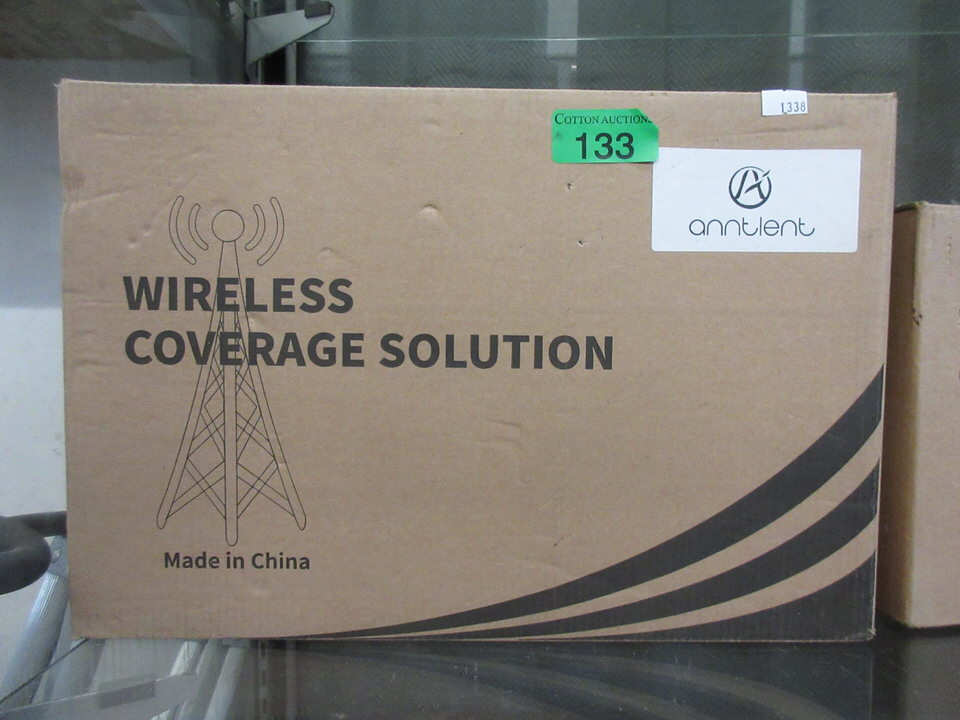 1338
COTTON AUCTIONS
133
anntlent
WIRELESS
COVERAGE SOLUTION
Made in China